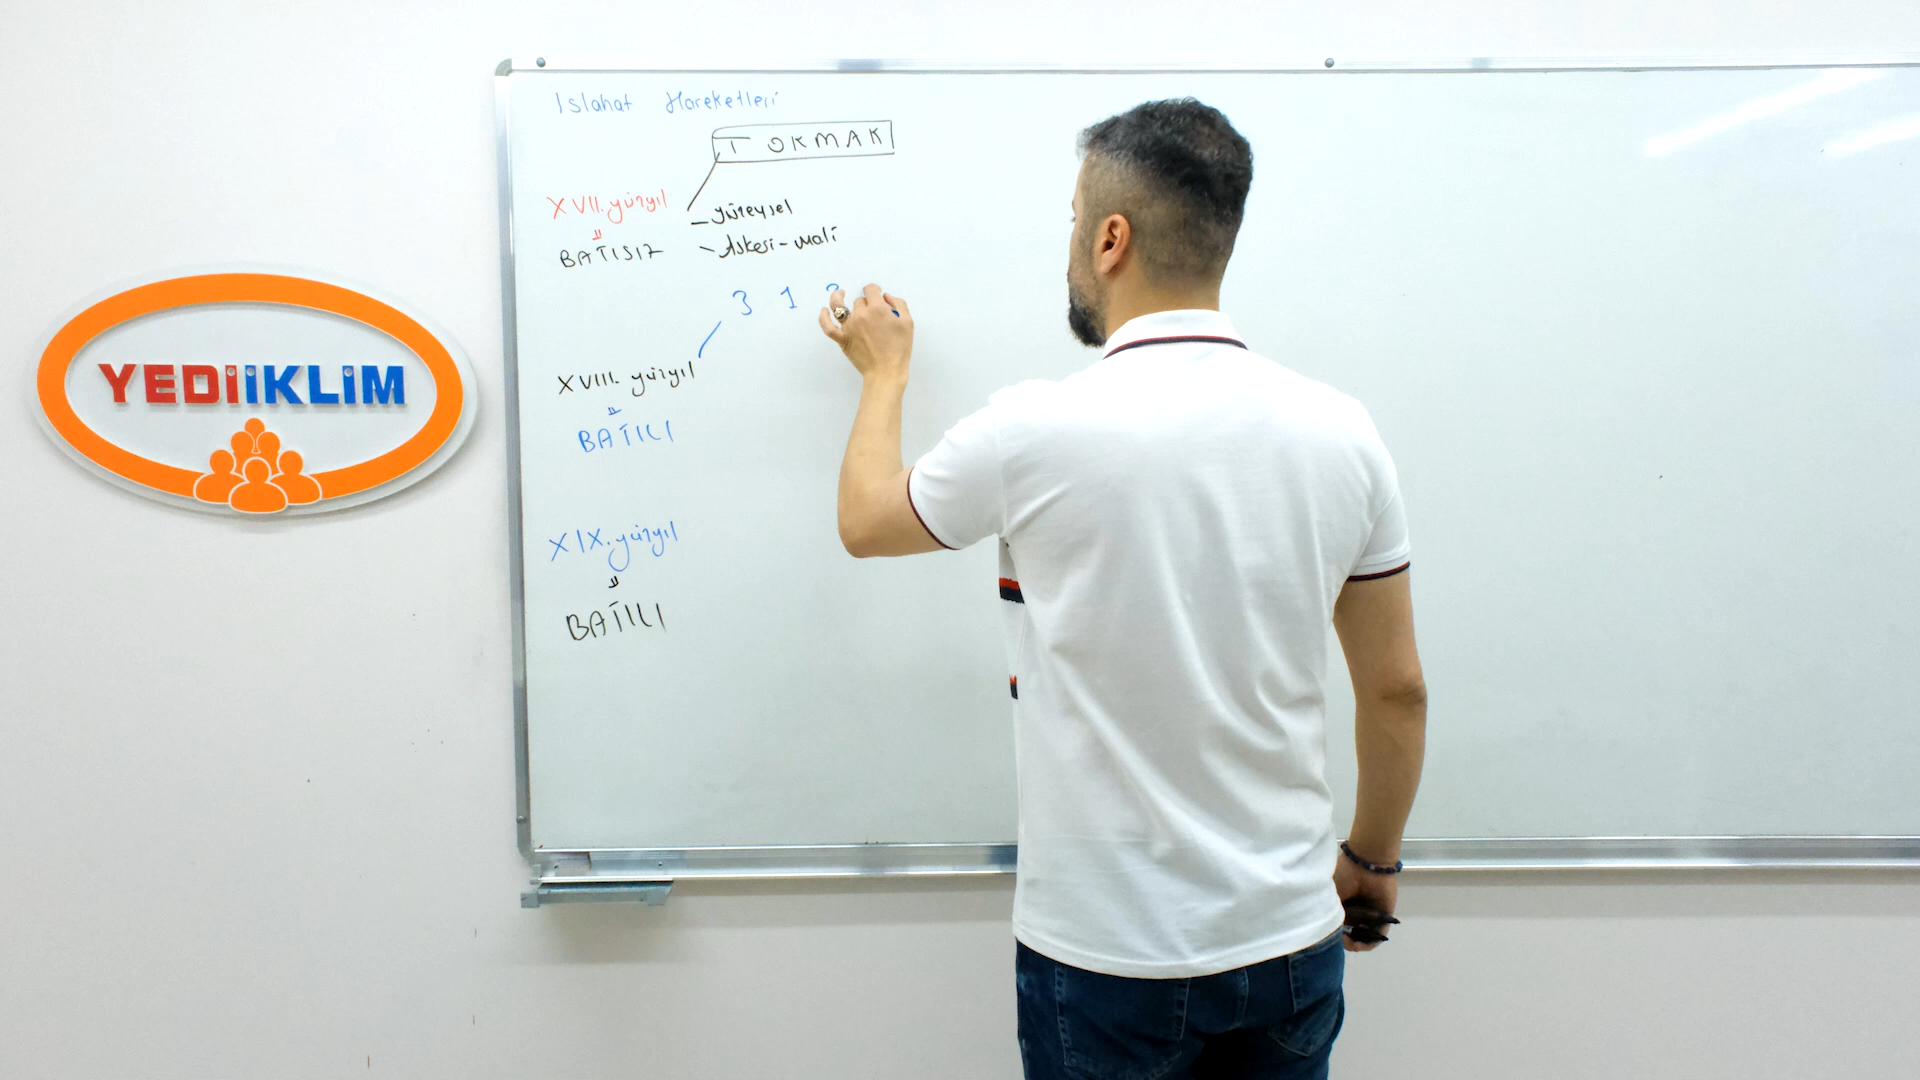 YEDİİKLİM
Islahat Hareketleri
TOKMAK
XVII. yüzyıl
- yüzeysel
BATISIZ
- Askeri - mali
3 1 3
XVIII. yüzyıl
BATILI
XIX. yüzyıl
BATILI